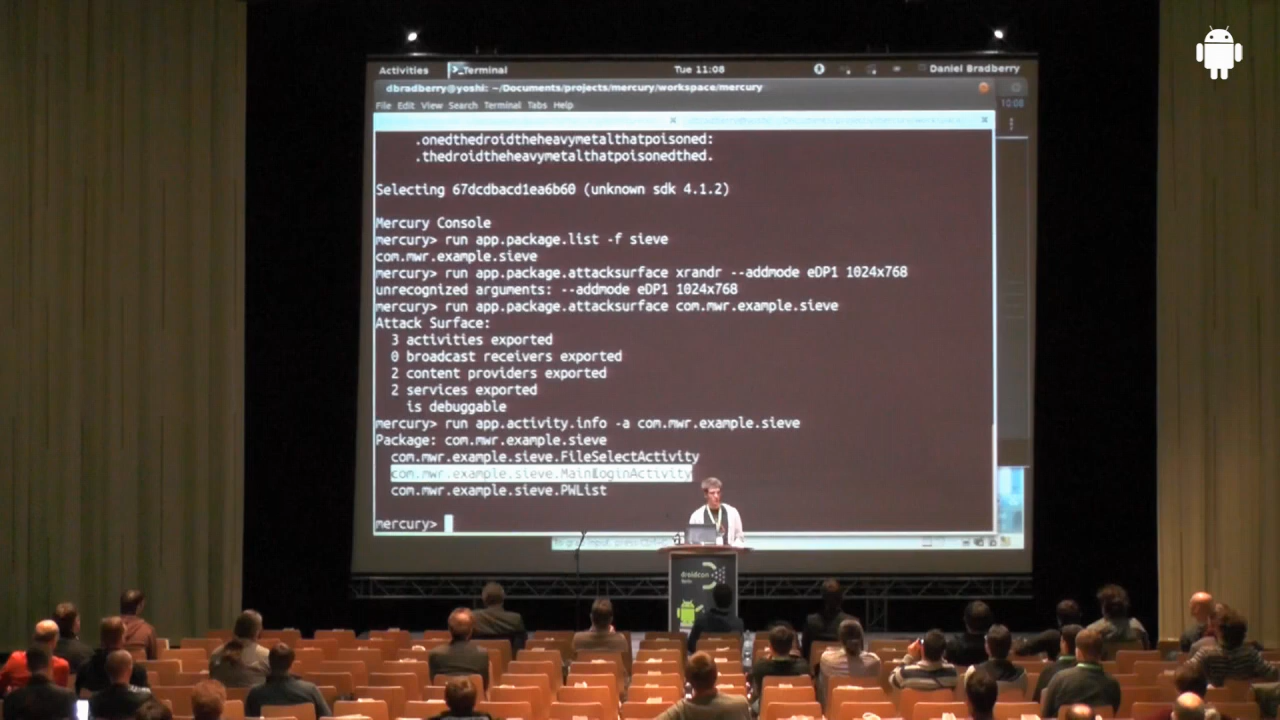 Activities
Terminal
Tue 11:08
Daniel Bradberry
dbradberry@yoshi: ~/Documents/projects/mercury/workspace/mercury
File Edit View Search Terminal Tabs Help
10:08
.onedthedroidtheheavymetalthatpoisoned:
.thedroidtheheavymetalthatpoisonedthed.
Selecting 67dcdbacd1ea6b60 (unknown sdk 4.1.2)
Mercury Console
mercury> run app.package.list -f sieve
com.mwr.example.sieve
mercury> run app.package.attacksurface xrandr --addmode eDP1 1024x768
unrecognized arguments: --addmode eDP1 1024x768
mercury> run app.package.attacksurface com.mwr.example.sieve
Attack Surface:
3 activities exported
0 broadcast receivers exported
2 content providers exported
2 services exported
is debuggable
mercury> run app.activity.info -a com.mwr.example.sieve
Package: com.mwr.example.sieve
com.mwr.example.sieve.FileSelectActivity
com.mwr.example.sieve.MainLoginActivity
com.mwr.example.sieve.PWList
mercury>
droidcon
Berlin